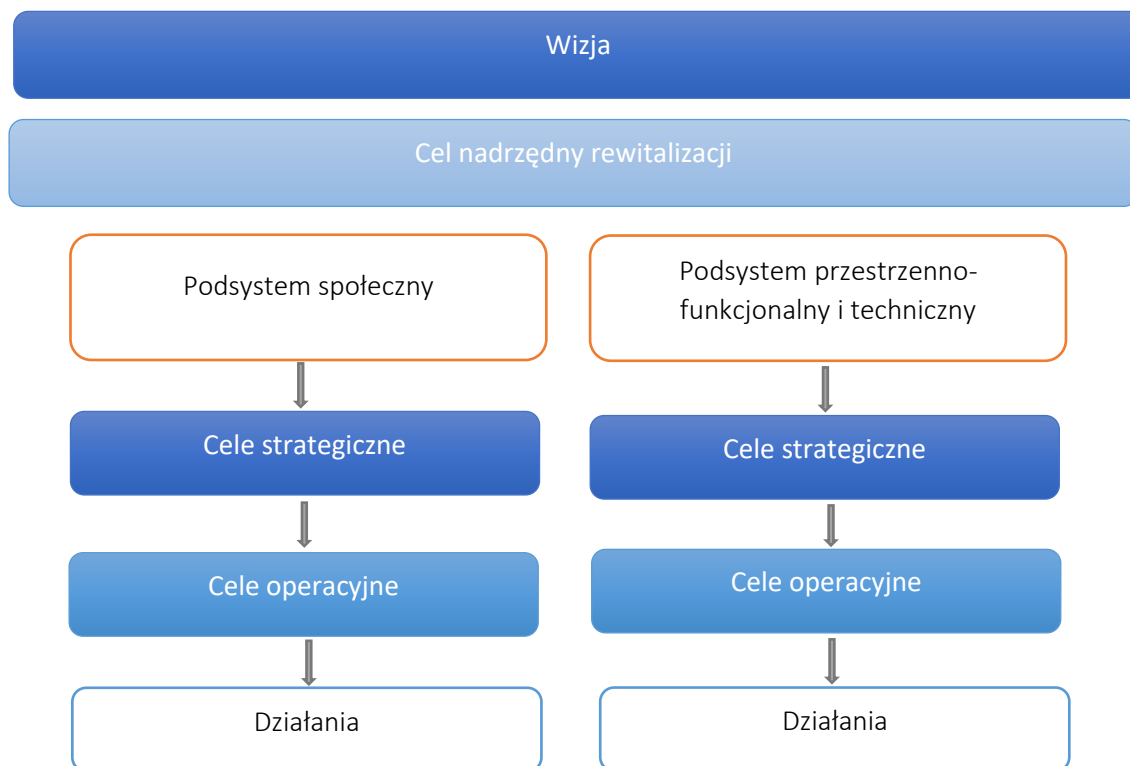 Wizja
Cel nadrzędny rewitalizacji
Podsystem społeczny
Podsystem przestrzenno-
funkcjonalny i techniczny
Cele strategiczne
Cele strategiczne
Cele operacyjne
Cele operacyjne
Działania
Działania